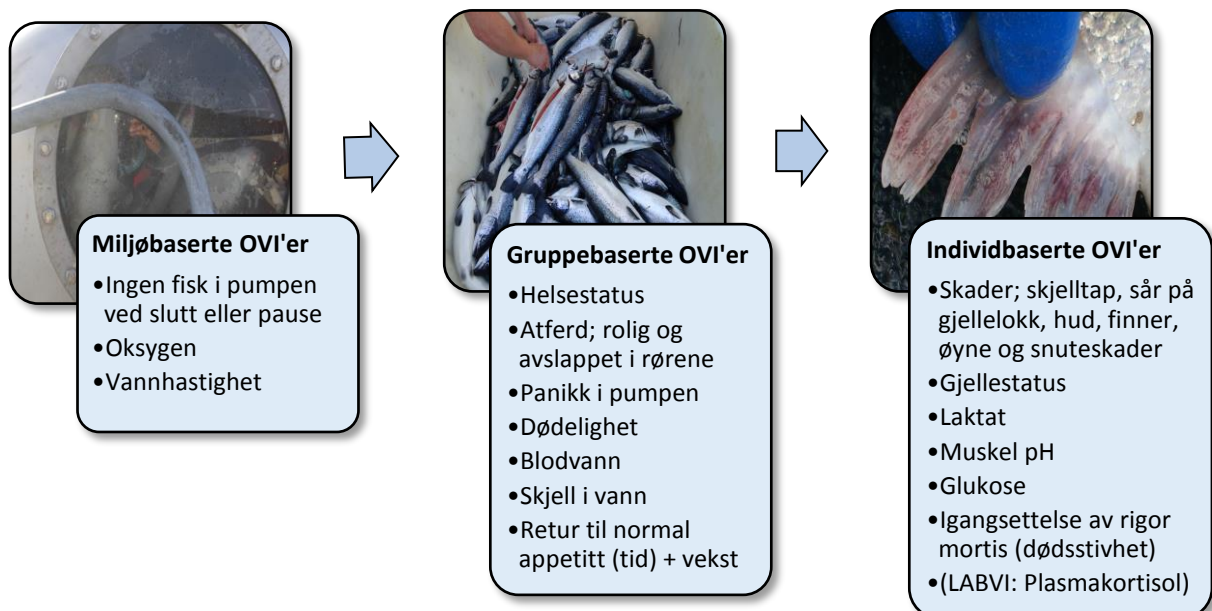 Miljøbaserte OVI'er
•Ingen fisk i pumpen
ved slutt eller pause
•Oksygen
•Vannhastighet
Gruppebaserte OVI'er
•Helsestatus
•Atferd; rolig og
avslappet i rørene
•Panikk i pumpen
•Dødelighet
•Blodvann
•Skjell i vann
•Retur til normal
appetitt (tid) + vekst
Individbaserte OVI'er
•Skader; skjelltap, sår på
gjellelokk, hud, finner,
øyne og snuteskader
•Gjellestatus
•Laktat
•Muskel pH
•Glukose
•Igangsettelse av rigor
mortis (dødsstivhet)
•(LABVI: Plasmakortisol)